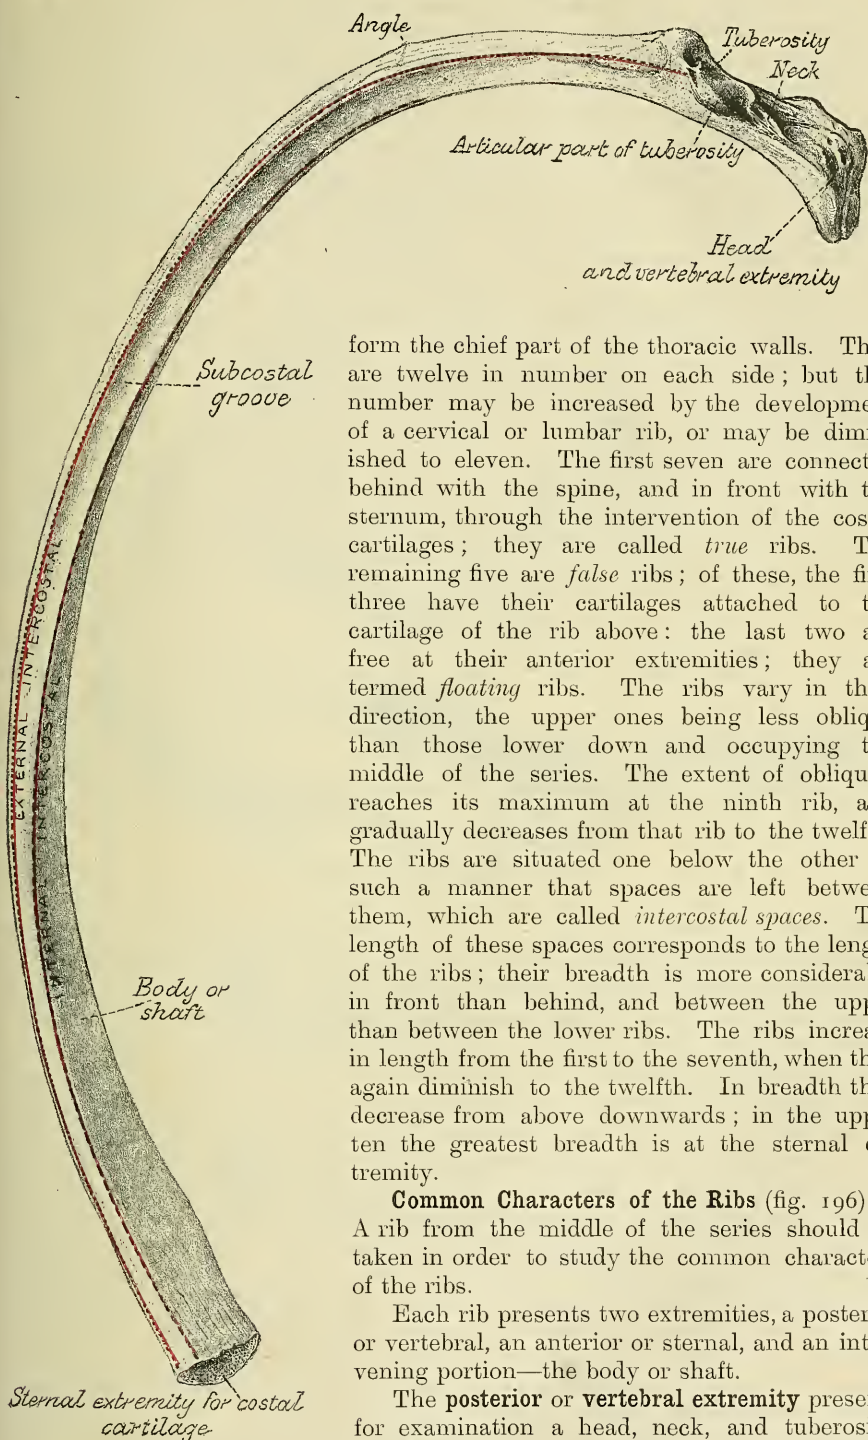 Angle
Tuberosity
Neck
Articular part of tuberosity
Head
and vertebral extremity
Subcostal
groove
EXTERNAL INTERCOSTAL
INTERNAL INTERCOSTAL
Body or
shaft
Sternal extremity for costal
cartilage
form the chief part of the thoracic walls. Th
are twelve in number on each side ; but th
number may be increased by the developme
of a cervical or lumbar rib, or may be dimi
ished to eleven. The first seven are connect
behind with the spine, and in front with t
sternum, through the intervention of the cos
cartilages ; they are called true ribs. T
remaining five are false ribs ; of these, the fi
three have their cartilages attached to t
cartilage of the rib above : the last two a
free at their anterior extremities ; they a
termed floating ribs. The ribs vary in the
direction, the upper ones being less obliq
than those lower down and occupying t
middle of the series. The extent of obliqu
reaches its maximum at the ninth rib, a
gradually decreases from that rib to the twelf
The ribs are situated one below the other
such a manner that spaces are left betwe
them, which are called intercostal spaces. T
length of these spaces corresponds to the leng
of the ribs ; their breadth is more considera
in front than behind, and between the upp
than between the lower ribs. The ribs increa
in length from the first to the seventh, when th
again diminish to the twelfth. In breadth th
decrease from above downwards ; in the upp
ten the greatest breadth is at the sternal e
tremity.
Common Characters of the Ribs (fig. 196)
A rib from the middle of the series should
taken in order to study the common charact
of the ribs.
Each rib presents two extremities, a poster
or vertebral, an anterior or sternal, and an int
vening portion—the body or shaft.
The posterior or vertebral extremity prese
for examination a head, neck, and tuberosi